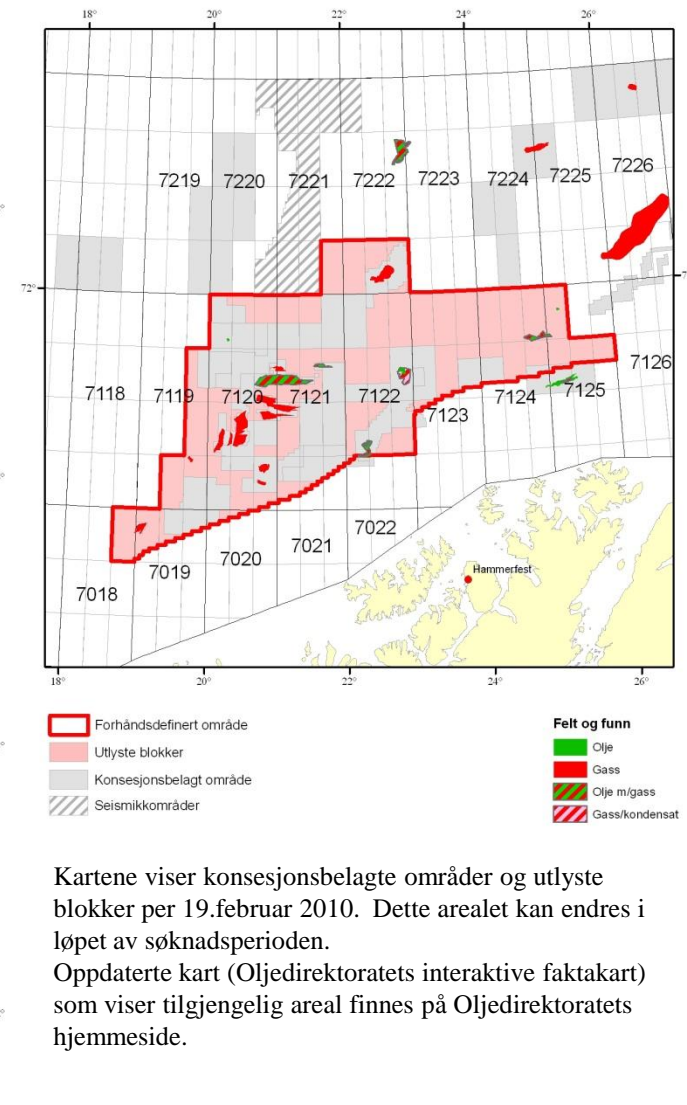 18° 20° 22° 24° 26°
7219 7220 7221 7222 7223 7224 7225 7226
72°
7118 7119 7120 7121 7122 7123 7124 7125 7126
7018 7019 7020 7021 7022
Hammerfest
18° 20° 22° 24° 26°
Forhåndsdefinert område
Utlyste blokker
Konsesjonsbelagt område
Seismikkområder
Felt og funn
Olje
Gass
Olje m/gass
Gass/kondensat
Kartene viser konsesjonsbelagte områder og utlyste
blokker per 19.februar 2010. Dette arealet kan endres i
løpet av søknadsperioden.
Oppdaterte kart (Oljedirektoratets interaktive faktakart)
som viser tilgjengelig areal finnes på Oljedirektoratets
hjemmeside.